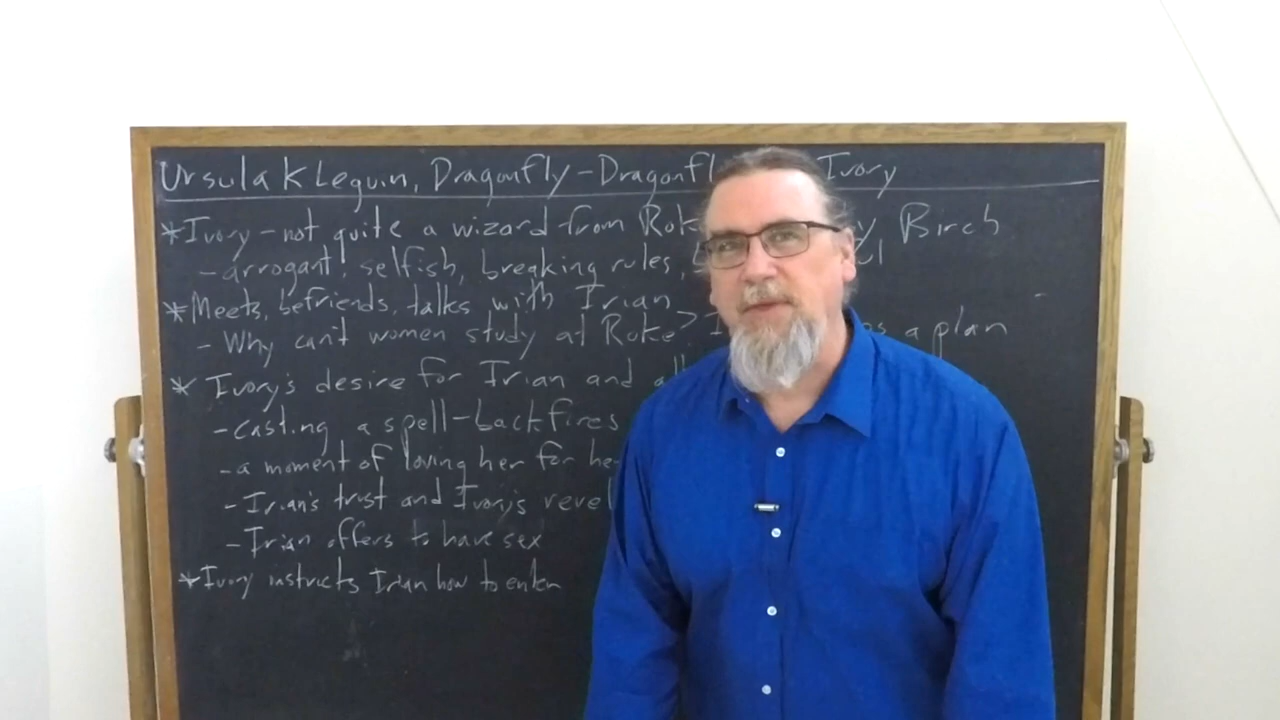 Ursula K Leguin, Dragonfly - Dragonfl Ivory
* Ivory - not quite a wizard from Rok y Birch
- arrogant, selfish, breaking rules,
* Meets, befriends, talks with Irian
- Why can't women study at Roke > I s a plan
* Ivory's desire for Irian and all
- casting a spell - backfires
- a moment of loving her for he
- Irian's trust and Ivory's revel
- Irian offers to have sex
* Ivory instructs Irian how to enter